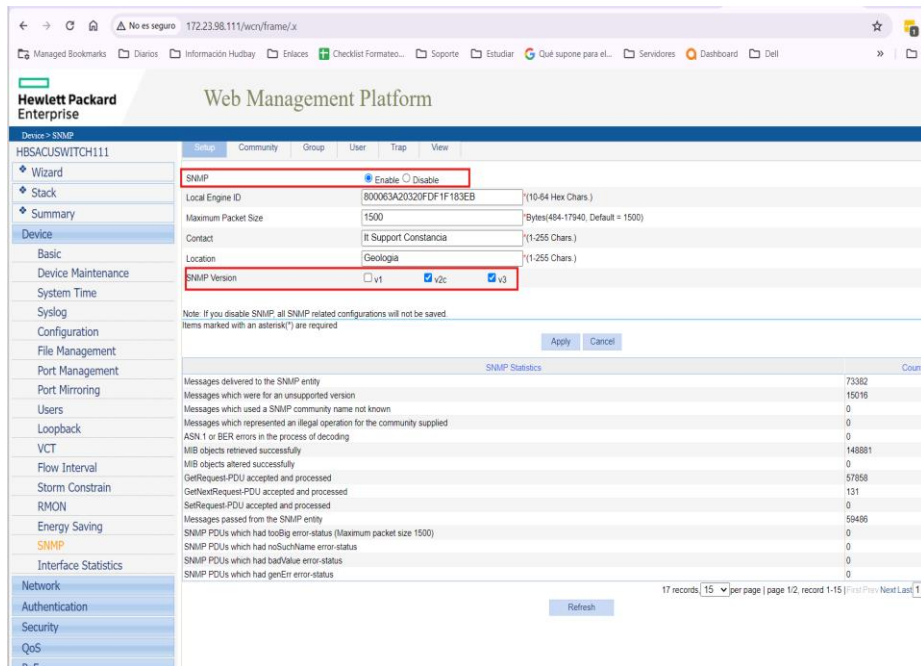 No es seguro 172.23.98.111/wcn/frame/.x
Managed Bookmarks Diarios Información Hudbay Enlaces Checklist Formateo... Soporte Estudiar Qué supone para el... Servidores Dashboard Dell »
Hewlett Packard
Enterprise
Web Management Platform
Device > SNMP
HBSACUSWITCH111
Setup Community Group User Trap View
Wizard
Stack
Summary
Device
Basic
Device Maintenance
System Time
Syslog
Configuration
File Management
Port Management
Port Mirroring
Users
Loopback
VCT
Flow Interval
Storm Constrain
RMON
Energy Saving
SNMP
Interface Statistics
Network
Authentication
Security
QoS
SNMP Enable Disable
Local Engine ID 800063A20320FDF1F183EB *(10-64 Hex Chars.)
Maximum Packet Size 1500 *Bytes(484-17940, Default = 1500)
Contact It Support Constancia *(1-255 Chars.)
Location Geologia *(1-255 Chars.)
SNMP Version v1 v2c v3
Note: If you disable SNMP, all SNMP related configurations will not be saved.
Items marked with an asterisk(*) are required
Apply Cancel
SNMP Statistics Coun
Messages delivered to the SNMP entity 73382
Messages which were for an unsupported version 15016
Messages which used a SNMP community name not known 0
Messages which represented an illegal operation for the community supplied 0
ASN.1 or BER errors in the process of decoding 0
MIB objects retrieved successfully 148881
MIB objects altered successfully 0
GetRequest-PDU accepted and processed 57858
GetNextRequest-PDU accepted and processed 131
SetRequest-PDU accepted and processed 0
Messages passed from the SNMP entity 59486
SNMP PDUs which had tooBig error-status (Maximum packet size 1500) 0
SNMP PDUs which had noSuchName error-status 0
SNMP PDUs which had badValue error-status 0
SNMP PDUs which had genErr error-status 0
17 records, 15 per page | page 1/2, record 1-15 | First Prev Next Last 1
Refresh